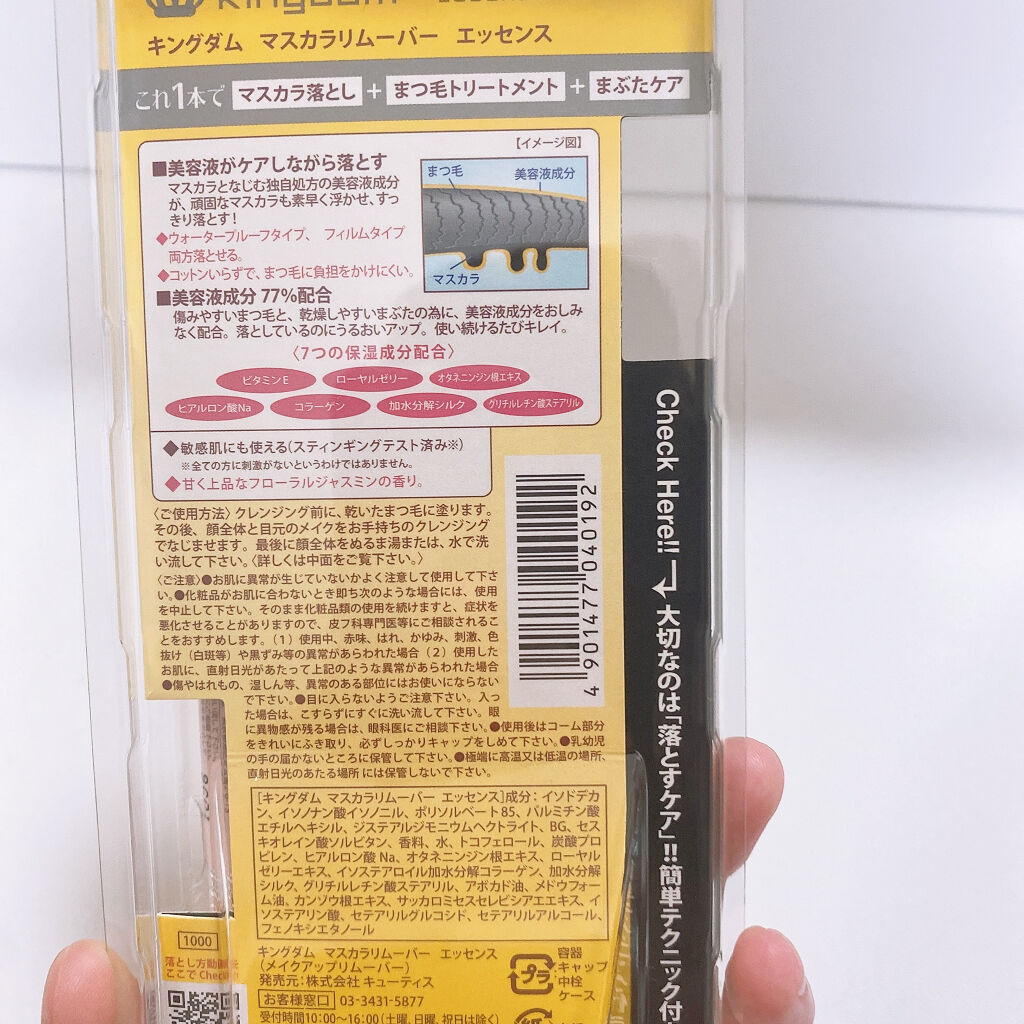 Kingdom
キングダム マスカラリムーバー エッセンス
これ1本で マスカラ落とし + まつ毛トリートメント + まぶたケア
【イメージ図】
まつ毛
美容液成分
マスカラ
■美容液がケアしながら落とす
マスカラとなじむ独自処方の美容液成分
が、頑固なマスカラも素早く浮かせ、すっ
きり落とす!
◆ウォータープルーフタイプ、 フィルムタイプ
両方落とせる。
◆コットンいらずで、まつ毛に負担をかけにくい。
■美容液成分 77%配合
傷みやすいまつ毛と、乾燥しやすいまぶたの為に、美容液成分をおしみ
なく配合。落としているのにうるおいアップ。使い続けるたびキレイ。
〈7つの保湿成分配合〉
ビタミンE ローヤルゼリー オタネニンジン根エキス
ヒアルロン酸Na コラーゲン 加水分解シルク グリチルレチン酸ステアリル
◆敏感肌にも使える(スティンギングテスト済み※)
※全ての方に刺激がないというわけではありません。
◆甘く上品なフローラルジャスミンの香り。
〈ご使用方法〉クレンジング前に、乾いたまつ毛に塗ります。
その後、顔全体と目元のメイクをお手持ちのクレンジング
でなじませます。最後に顔全体をぬるま湯または、水で洗
い流して下さい。〈詳しくは中面をご覧下さい。〉
〈ご注意〉●お肌に異常が生じていないかよく注意して使用して下さ
い。●化粧品がお肌に合わないとき即ち次のような場合には、使用
を中止して下さい。そのまま化粧品類の使用を続けますと、症状を
悪化させることがありますので、皮フ科専門医等にご相談されるこ
とをおすすめします。(1)使用中、赤味、はれ、かゆみ、刺激、色
抜け(白斑等)や黒ずみ等の異常があらわれた場合(2)使用した
お肌に、直射日光があたって上記のような異常があらわれた場合
●傷やはれもの、湿しん等、異常のある部位にはお使いにならない
で下さい。●目に入らないようご注意下さい。入っ
た場合は、こすらずにすぐに洗い流して下さい。眼
に異物感が残る場合は、眼科医にご相談下さい。●使用後はコーム部分
をきれいにふき取り、必ずしっかりキャップをしめて下さい。●乳幼児
の手の届かないところに保管して下さい。●極端に高温又は低温の場所、
直射日光のあたる場所には保管しないで下さい。
4 901774 040192
Check Here!!
大切なのは「落とすケア」!!簡単テクニック付
[キングダム マスカラリムーバー エッセンス]成分:イソドデカ
ン、イソノナン酸イソノニル、ポリソルベート85、パルミチン酸
エチルヘキシル、ジステアルジモニウムヘクトライト、BG、セス
キオレイン酸ソルビタン、香料、水、トコフェロール、炭酸プロ
ピレン、ヒアルロン酸 Na、オタネニンジン根エキス、ローヤル
ゼリーエキス、イソステアロイル加水分解コラーゲン、加水分解
シルク、グリチルレチン酸ステアリル、アボカド油、メドウフォー
ム油、カンゾウ根エキス、サッカロミセスセレビシアエエキス、イ
ソステアリン酸、セテアリルグルコシド、セテアリルアルコール、
フェノキシエタノール
1000
落とし方動画を
ここで Check!
キングダム マスカラリムーバー エッセンス
(メイクアップリムーバー)
発売元:株式会社 キューティス
お客様窓口 03-3431-5877
受付時間10:00〜16:00(土曜、日曜、祝日は除く)
プラ
容器
キャップ
中栓
ケース
紙